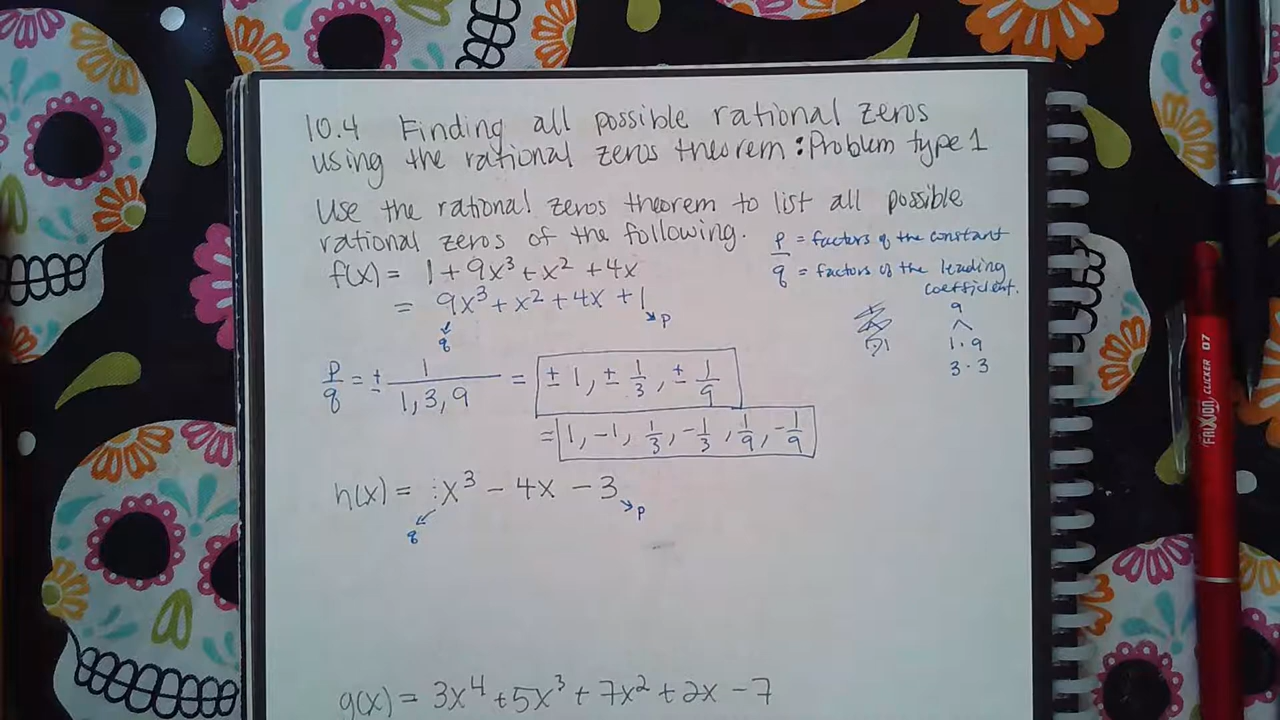 10.4 Finding all possible rational zeros
using the rational zeros theorem: Problem type 1
Use the rational zeros theorem to list all possible
rational zeros of the following.
p = factors of the constant
q = factors of the leading
coefficient.
f(x) = 1 + 9x³ + x² + 4x
= 9x³ + x² + 4x + 1
q
p
9
1 · 9
3 · 3
p/q = ± 1/(1, 3, 9) = ± 1, ± 1/3, ± 1/9
= 1, -1, 1/3, -1/3, 1/9, -1/9
h(x) = x³ - 4x - 3
q
p
g(x) = 3x⁴ + 5x³ + 7x² + 2x - 7
FRIXION CLICKER 07